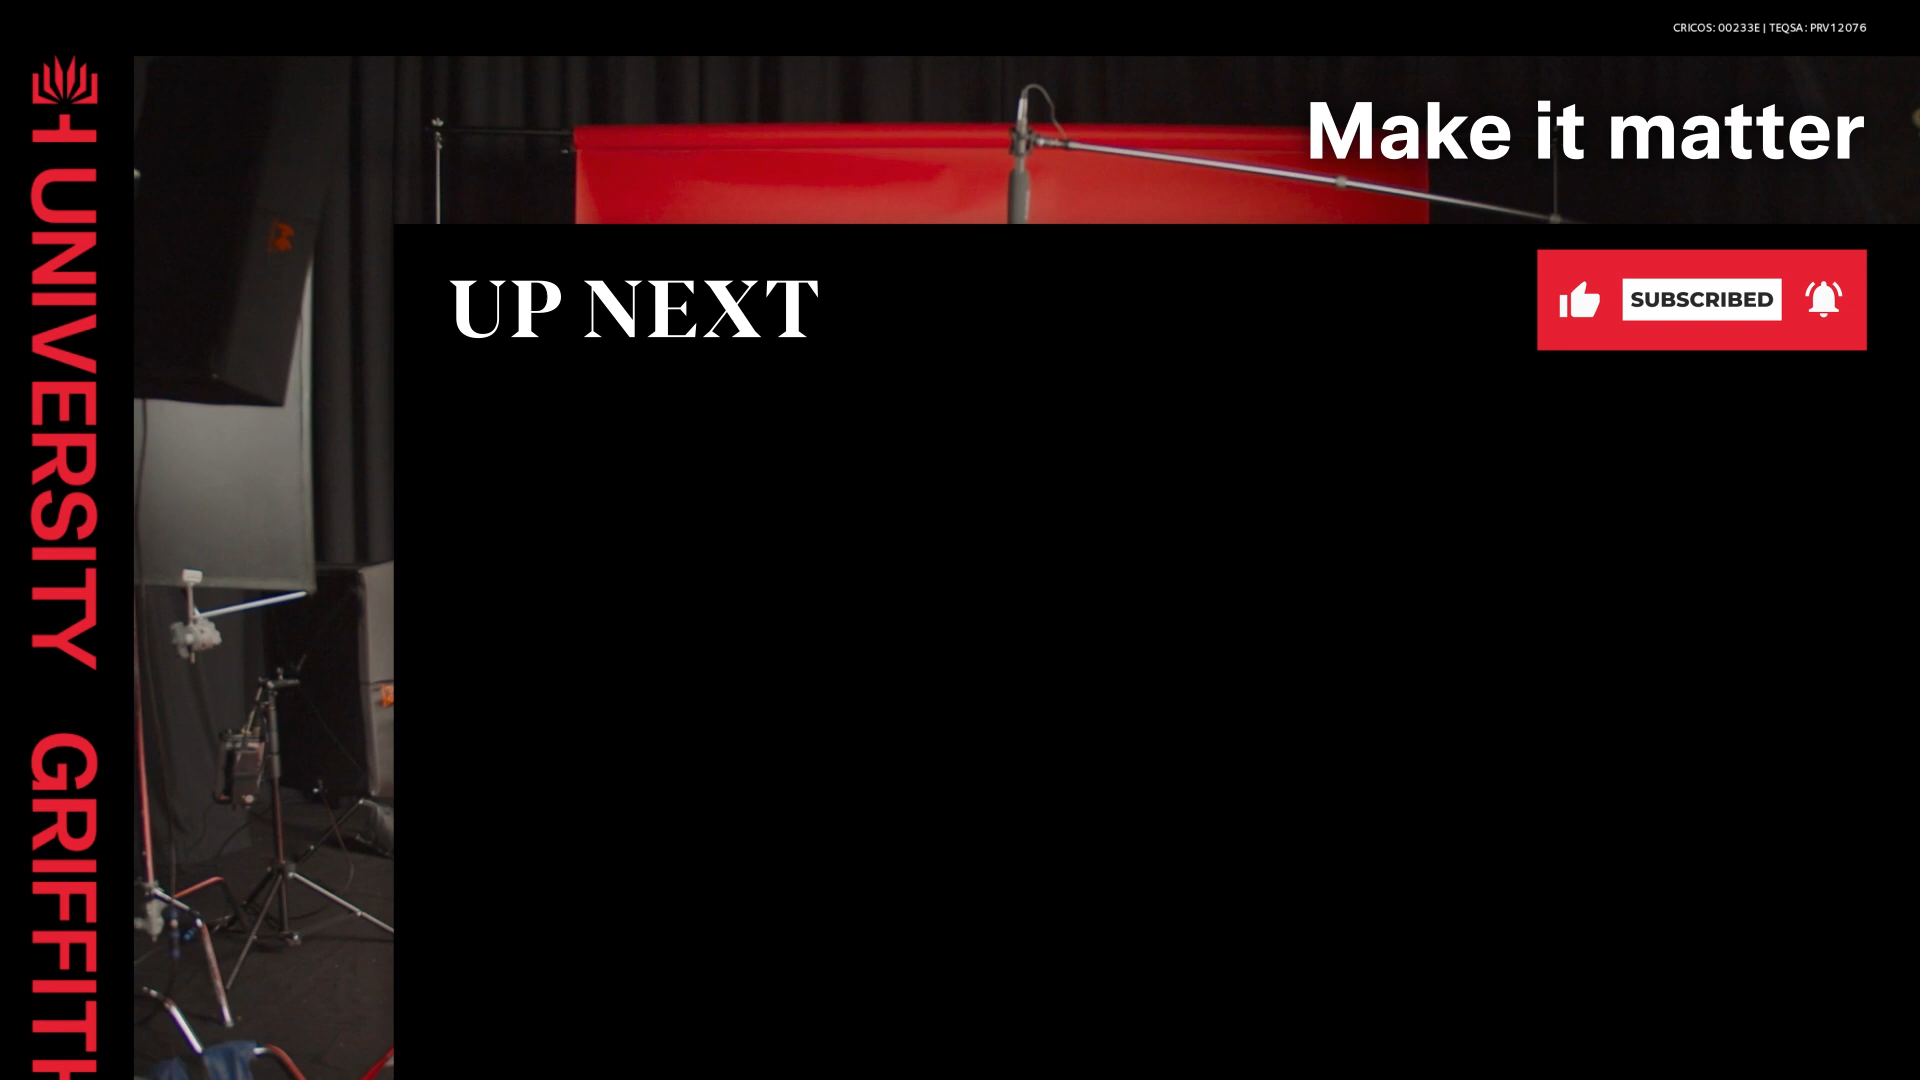 CRICOS: 00233E | TEQSA: PRV12076
Make it matter
UP NEXT
SUBSCRIBED
H UNIVERSITY GRIFFITH